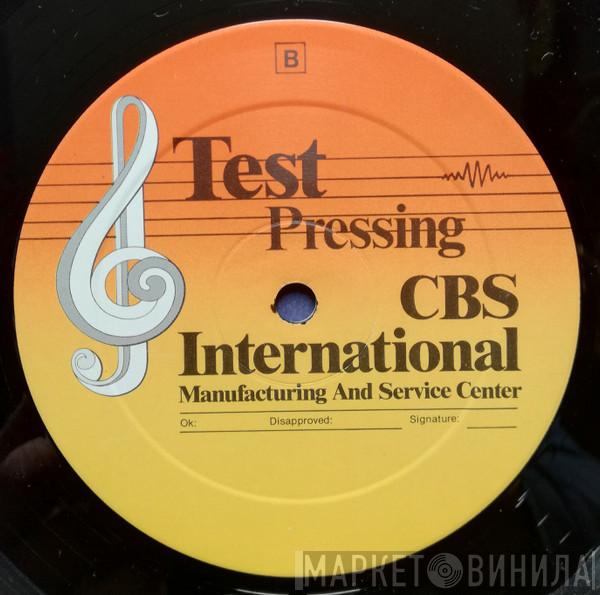 B
Test
Pressing
CBS
International
Manufacturing And Service Center
Ok: Disapproved: Signature:
МАРКЕТ ВИНИЛА